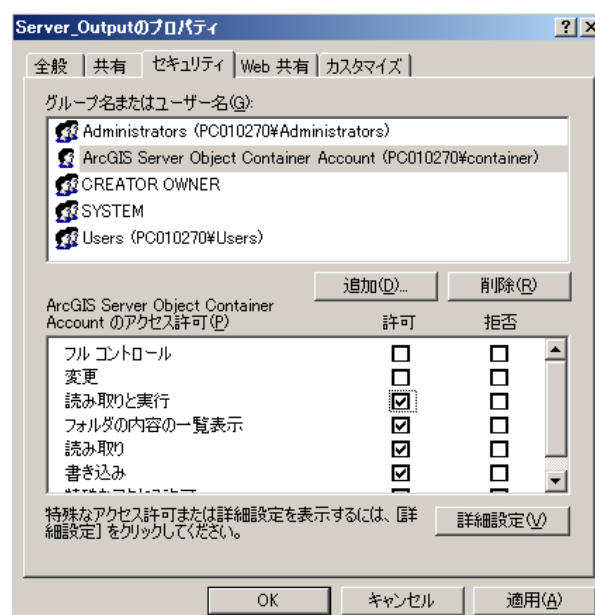 Server_Outputのプロパティ
全般 共有 セキュリティ Web 共有 カスタマイズ
グループ名またはユーザー名(G):
Administrators (PC010270¥Administrators)
ArcGIS Server Object Container Account (PC010270¥container)
CREATOR OWNER
SYSTEM
Users (PC010270¥Users)
追加(D)... 削除(R)
ArcGIS Server Object Container
Account のアクセス許可(P) 許可 拒否
フル コントロール
変更
読み取りと実行
フォルダの内容の一覧表示
読み取り
書き込み
特殊なアクセス許可または詳細設定を表示するには、[詳
細設定] をクリックしてください。
詳細設定(V)
OK キャンセル 適用(A)